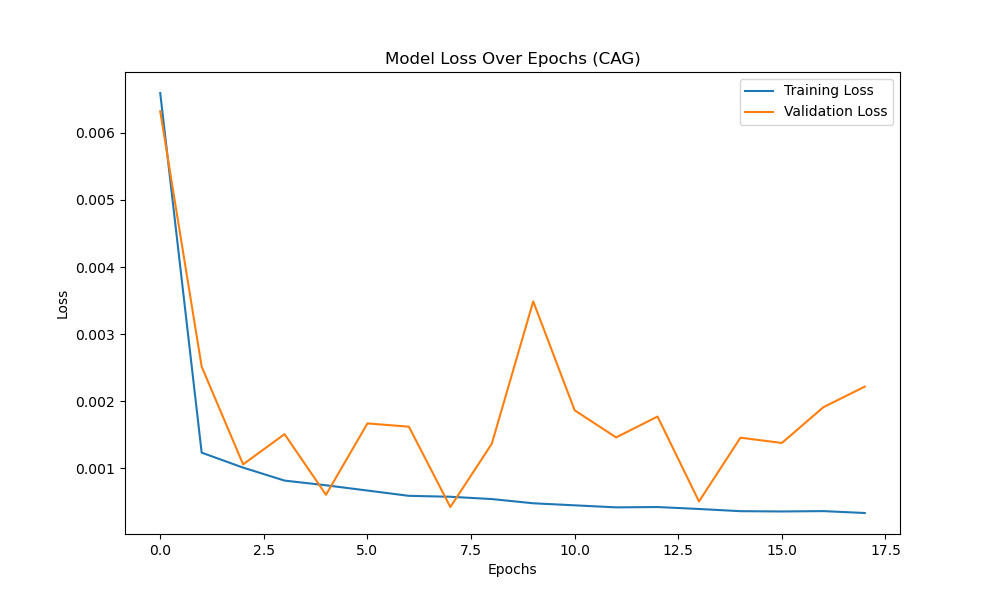 Model Loss Over Epochs (CAG)
Training Loss
Validation Loss
0.006
0.005
0.004
0.003
0.002
0.001
Loss
0.0 2.5 5.0 7.5 10.0 12.5 15.0 17.5
Epochs